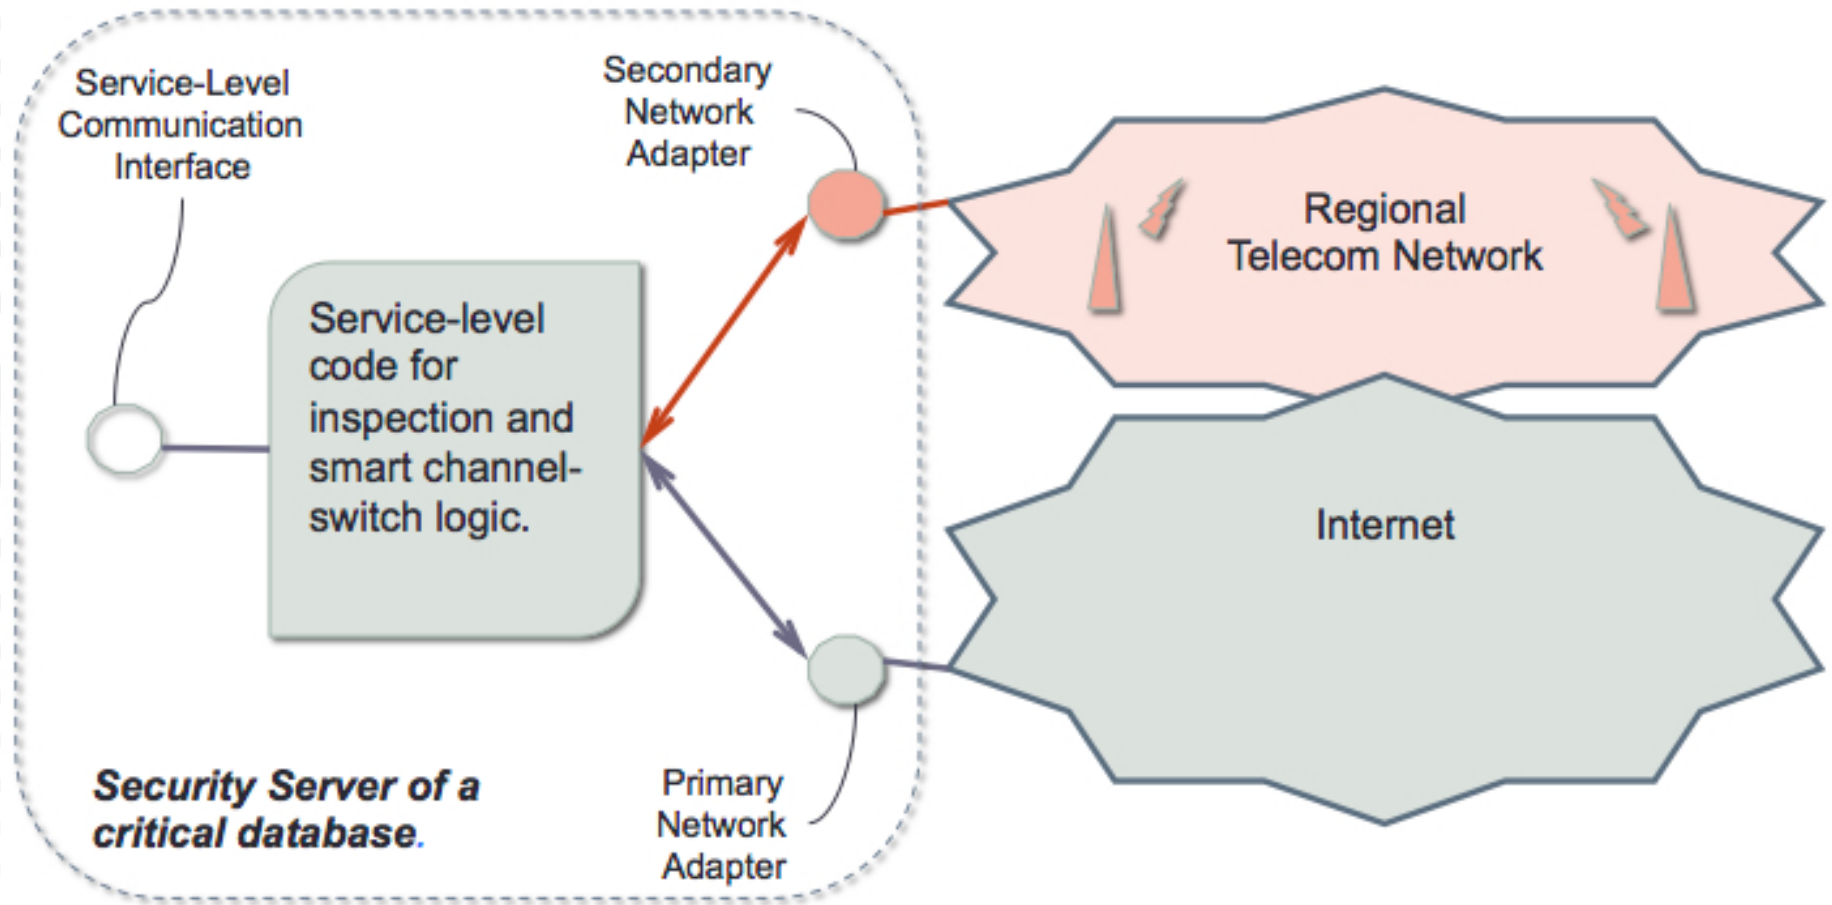 Service-Level
Communication
Interface
Secondary
Network
Adapter
Regional
Telecom Network
Service-level
code for
inspection and
smart channel-
switch logic.
Internet
Security Server of a
critical database.
Primary
Network
Adapter